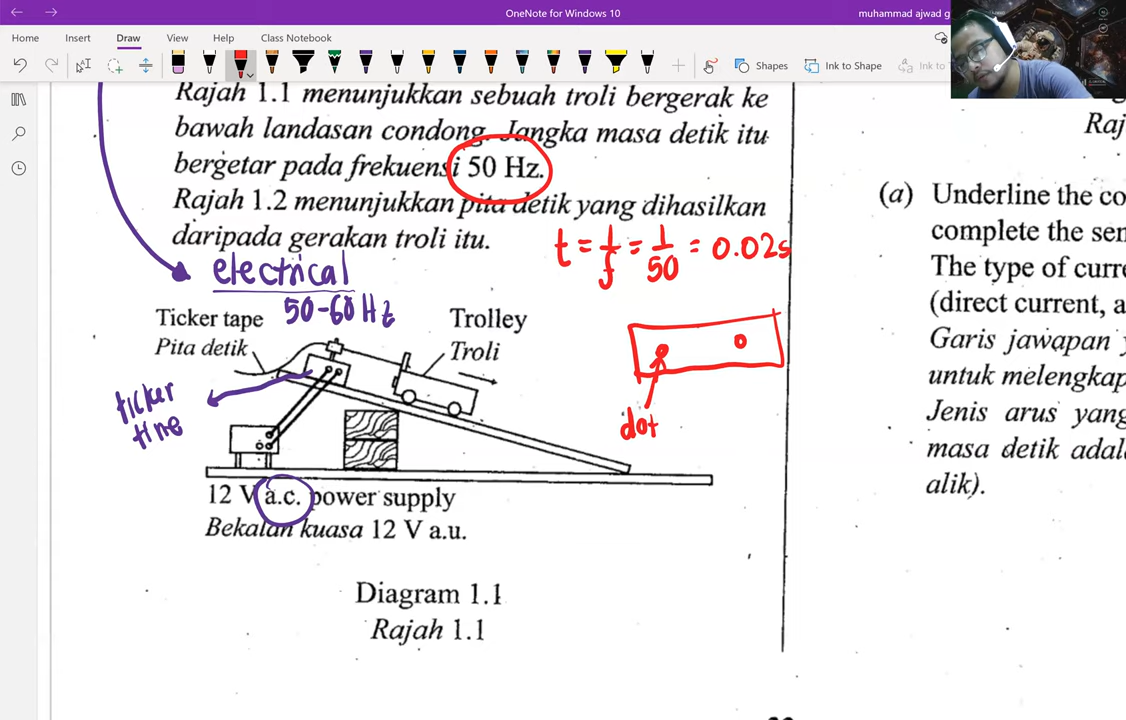 OneNote for Windows 10
muhammad ajwad g
Home Insert Draw View Help Class Notebook
Shapes Ink to Shape Ink to
Rajah 1.1 menunjukkan sebuah troli bergerak ke
bawah landasan condong. Jangka masa detik itu
bergetar pada frekuensi 50 Hz.
Rajah 1.2 menunjukkan pita detik yang dihasilkan
daripada gerakan troli itu.
t = 1/f = 1/50 = 0.02s
electrical
50-60 Hz
Ticker tape
Pita detik
Trolley
Troli
ticker
time
dot
12 V a.c. power supply
Bekalan kuasa 12 V a.u.
Diagram 1.1
Rajah 1.1
Raj
(a) Underline the co
complete the sen
The type of curre
(direct current, a
Garis jawapan y
untuk melengkap
Jenis arus yang
masa detik adal
alik).